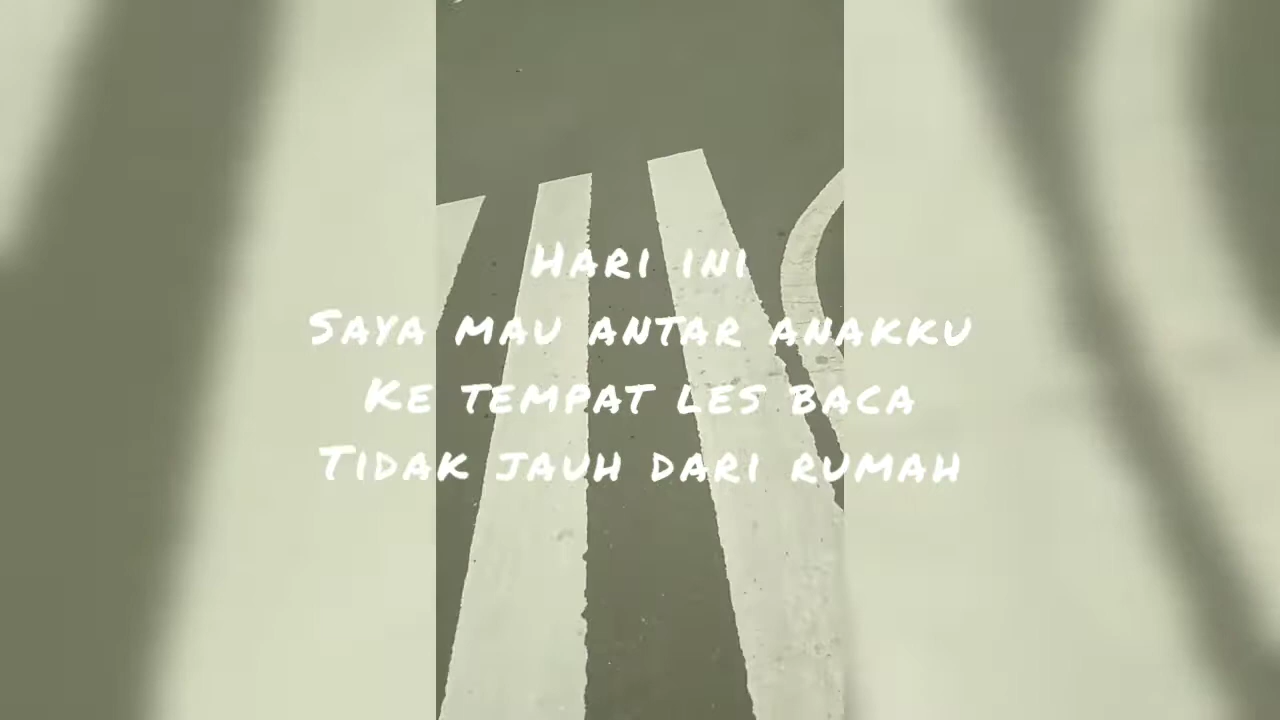 Hari ini
Saya mau antar anakku
Ke tempat les baca
Tidak jauh dari rumah